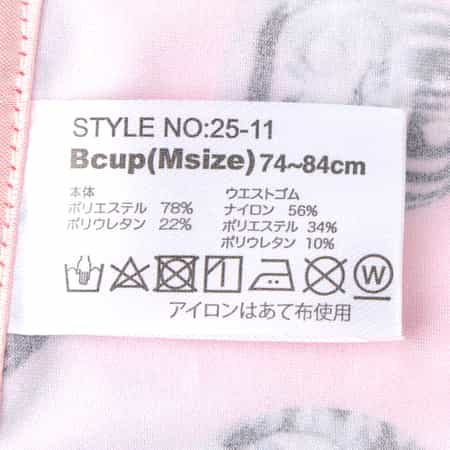 STYLE NO:25-11
Bcup(Msize) 74~84cm
本体 ウエストゴム
ポリエステル 78% ナイロン 56%
ポリウレタン 22% ポリエステル 34%
ポリウレタン 10%
W
アイロンはあて布使用